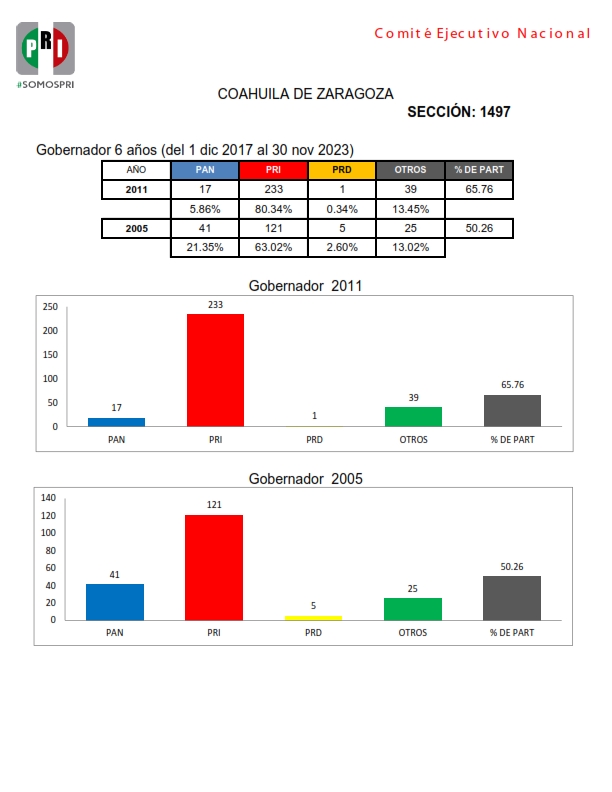 PRI
#SOMOSPRI
Comité Ejecutivo Nacional
COAHUILA DE ZARAGOZA
SECCIÓN: 1497
Gobernador 6 años (del 1 dic 2017 al 30 nov 2023)
AÑO PAN PRI PRD OTROS % DE PART
2011 17 233 1 39 65.76
5.86% 80.34% 0.34% 13.45%
2005 41 121 5 25 50.26
21.35% 63.02% 2.60% 13.02%
Gobernador 2011
250
200
150
100
50
0
17
233
1
39
65.76
PAN PRI PRD OTROS % DE PART
Gobernador 2005
140
120
100
80
60
40
20
0
41
121
5
25
50.26
PAN PRI PRD OTROS % DE PART